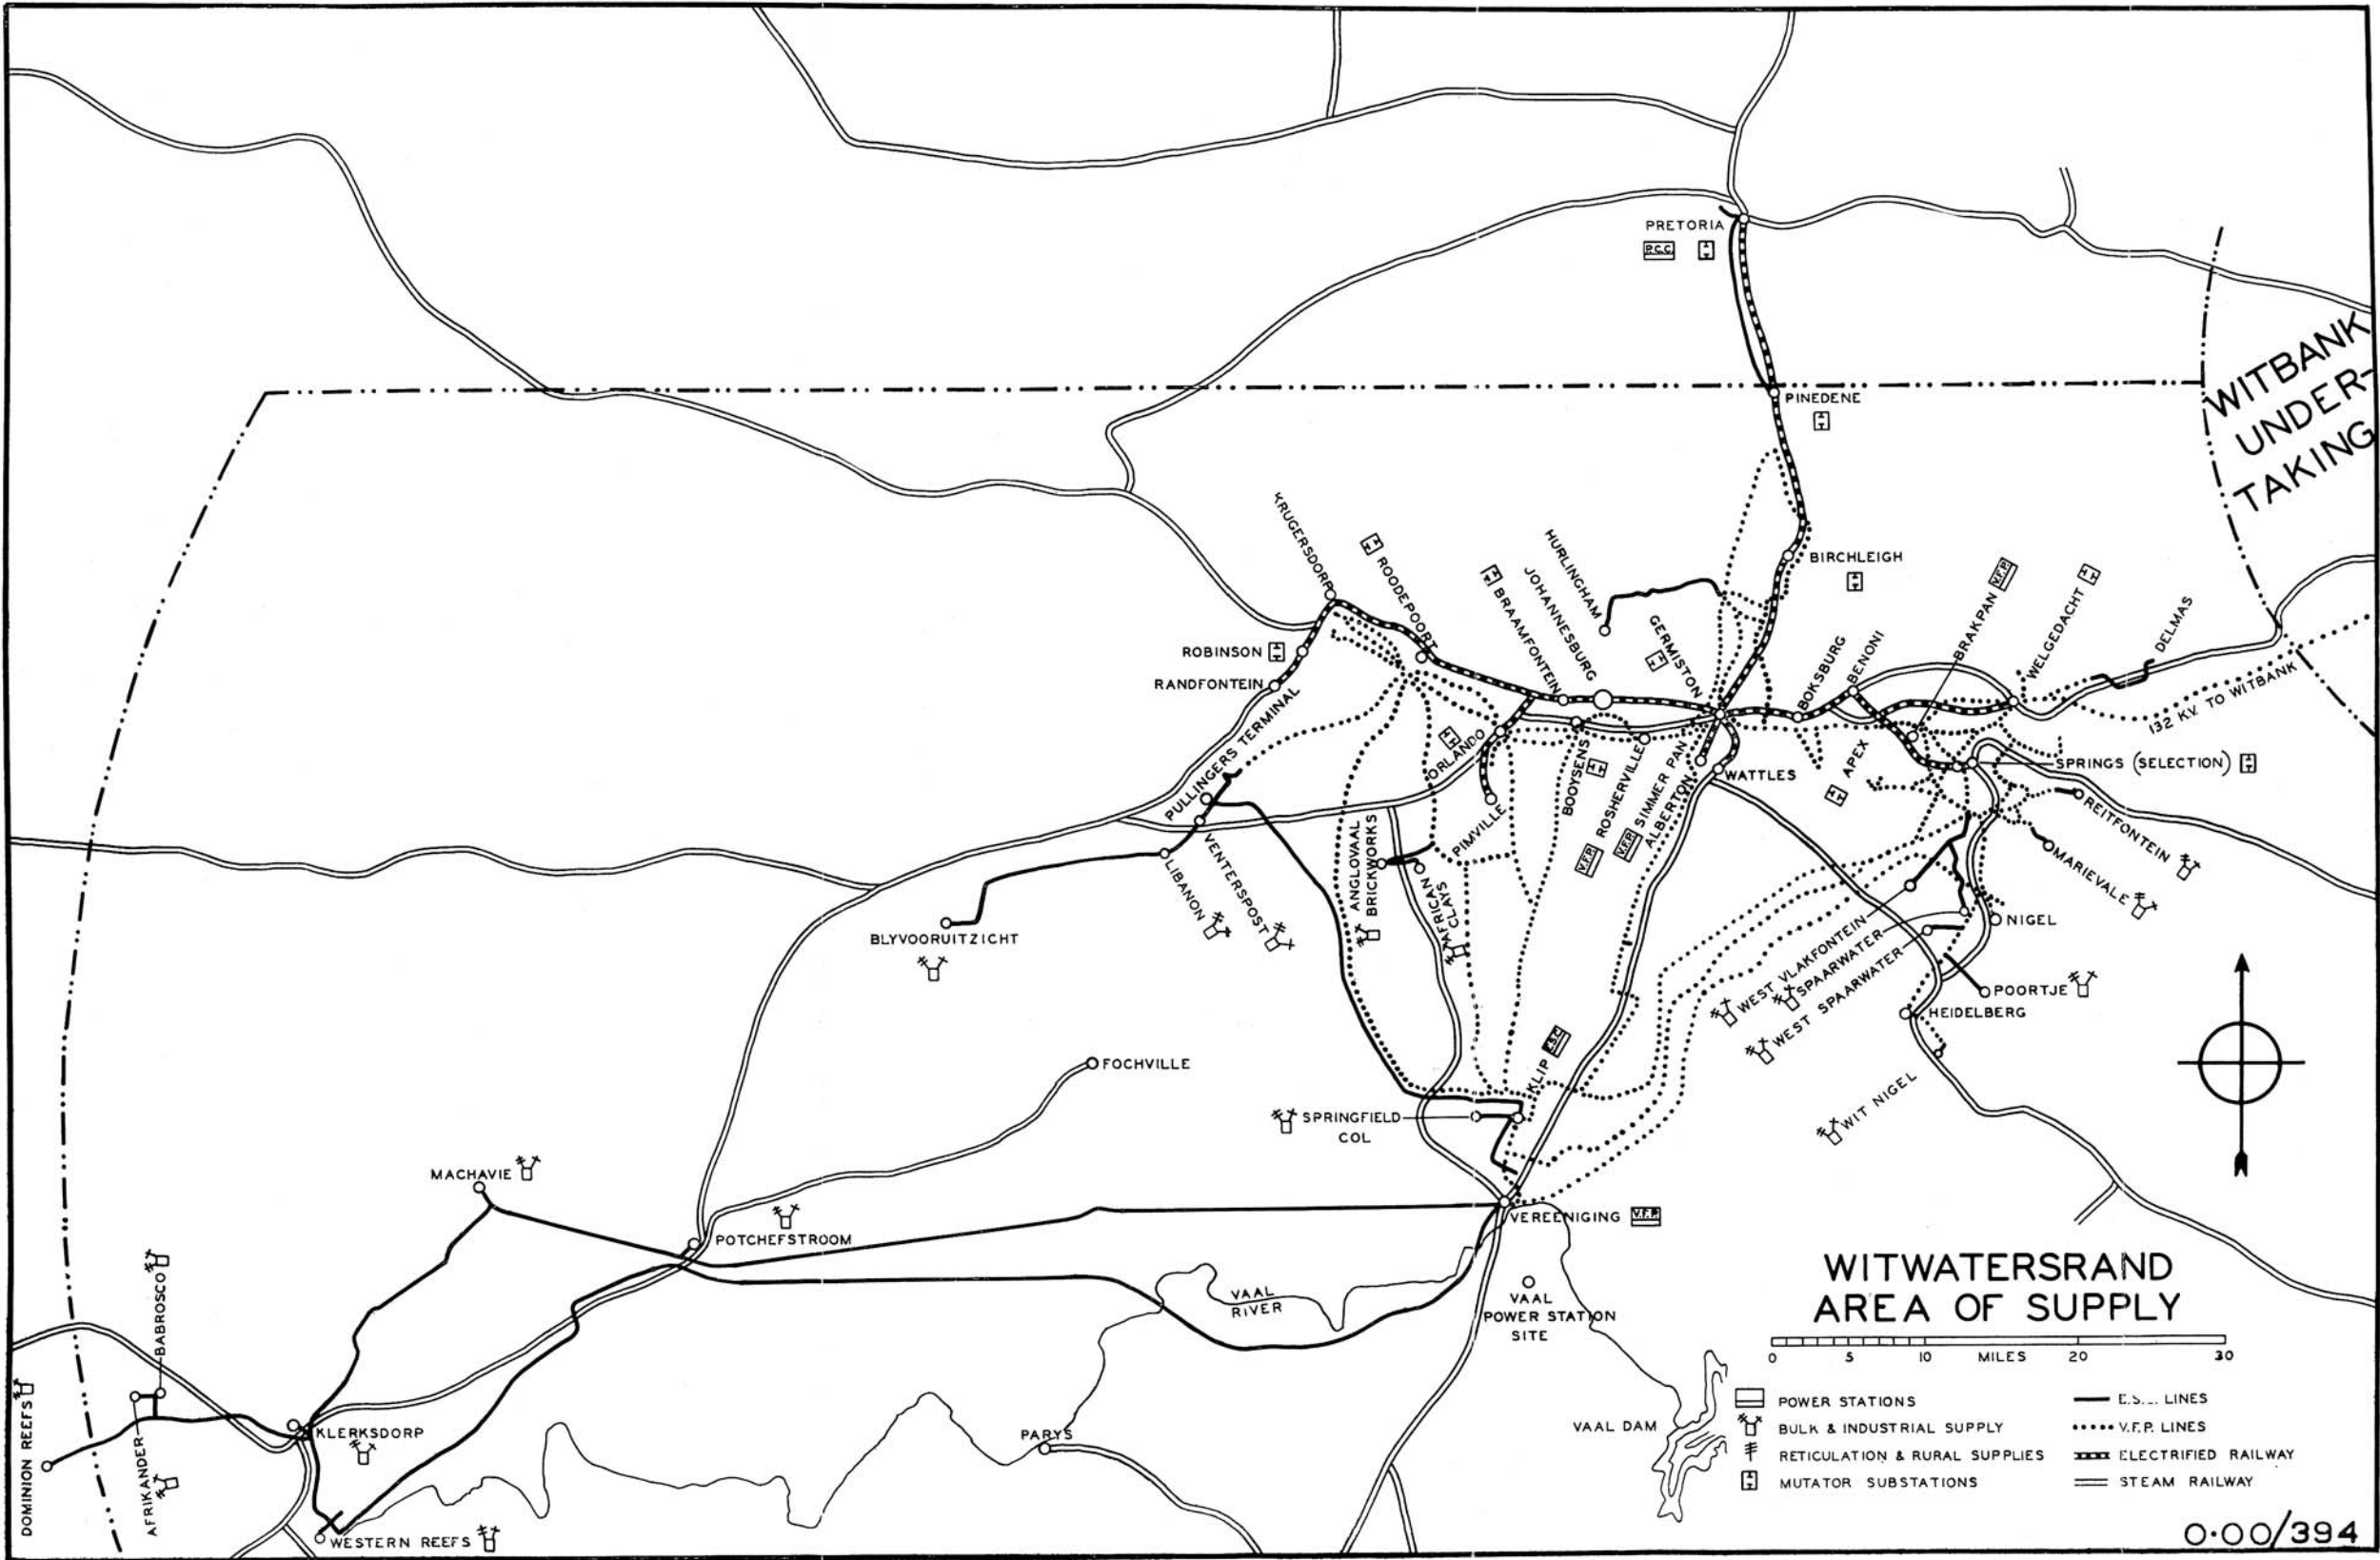 PRETORIA
P.C.C.
WITBANK
UNDER-
TAKING
PINEDENE
KRUGERSDORP
ROODEPOORT
BRAAMFONTEIN
JOHANNESBURG
HURLINGHAM
GERMISTON
BIRCHLEIGH
BOKSBURG
BENONI
BRAKPAN
V.F.P.
WELGEDACHT
DELMAS
132 KV. TO WITBANK
ROBINSON
RANDFONTEIN
PULLINGERS TERMINAL
ORLANDO
BOOYSENS
ROSHERVILLE
V.F.P.
SIMMER PAN
V.F.P.
ALBERTON
WATTLES
APEX
SPRINGS (SELECTION)
REITFONTEIN
MARIEVALE
PIMVILLE
ANGLOVAAL
BRICKWORKS
AFRICAN
CLAYS
VENTERSPOST
LIBANON
BLYVOORUITZICHT
NIGEL
WEST VLAKFONTEIN
SPAARWATER
WEST SPAARWATER
POORTJE
HEIDELBERG
WIT NIGEL
FOCHVILLE
KLIP
SPRINGFIELD
COL
MACHAVIE
POTCHEFSTROOM
VEREENIGING
V.F.P.
VAAL
RIVER
VAAL
POWER STATION
SITE
BABROSCO
DOMINION REEFS
AFRIKANDER
KLERKSDORP
WESTERN REEFS
PARYS
VAAL DAM
WITWATERSRAND
AREA OF SUPPLY
0 5 10 MILES 20 30
POWER STATIONS
BULK & INDUSTRIAL SUPPLY
RETICULATION & RURAL SUPPLIES
MUTATOR SUBSTATIONS
LINES
V.F.P. LINES
ELECTRIFIED RAILWAY
STEAM RAILWAY
0·00/394